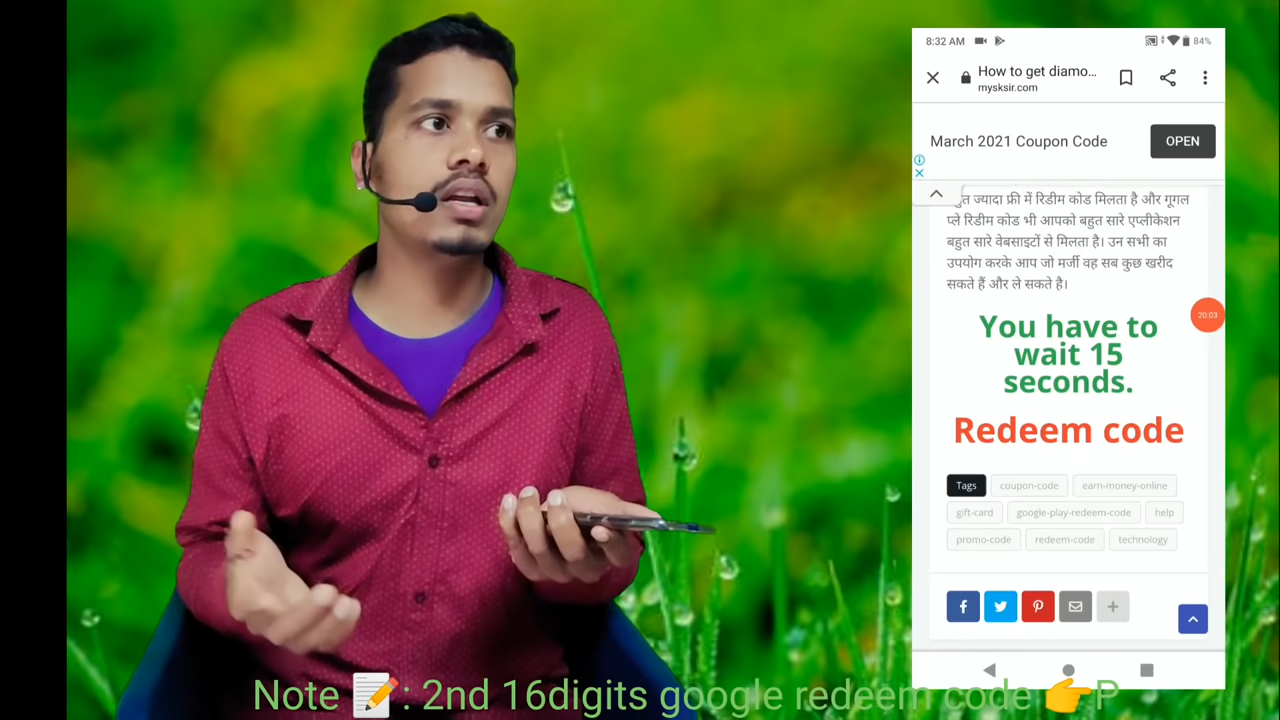 8:32 AM
84%
How to get diamo...
mysksir.com
March 2021 Coupon Code
OPEN
ज्यादा फ्री में रिडीम कोड मिलता है और गूगल
प्ले रिडीम कोड भी आपको बहुत सारे एप्लीकेशन
बहुत सारे वेबसाइटों से मिलता है। उन सभी का
उपयोग करके आप जो मर्जी वह सब कुछ खरीद
सकते हैं और ले सकते है।
20:03
You have to
wait 15
seconds.
Redeem code
Tags coupon-code earn-money-online
gift-card google-play-redeem-code help
promo-code redeem-code technology
Note 📝: 2nd 16digits google redeem code 👉P